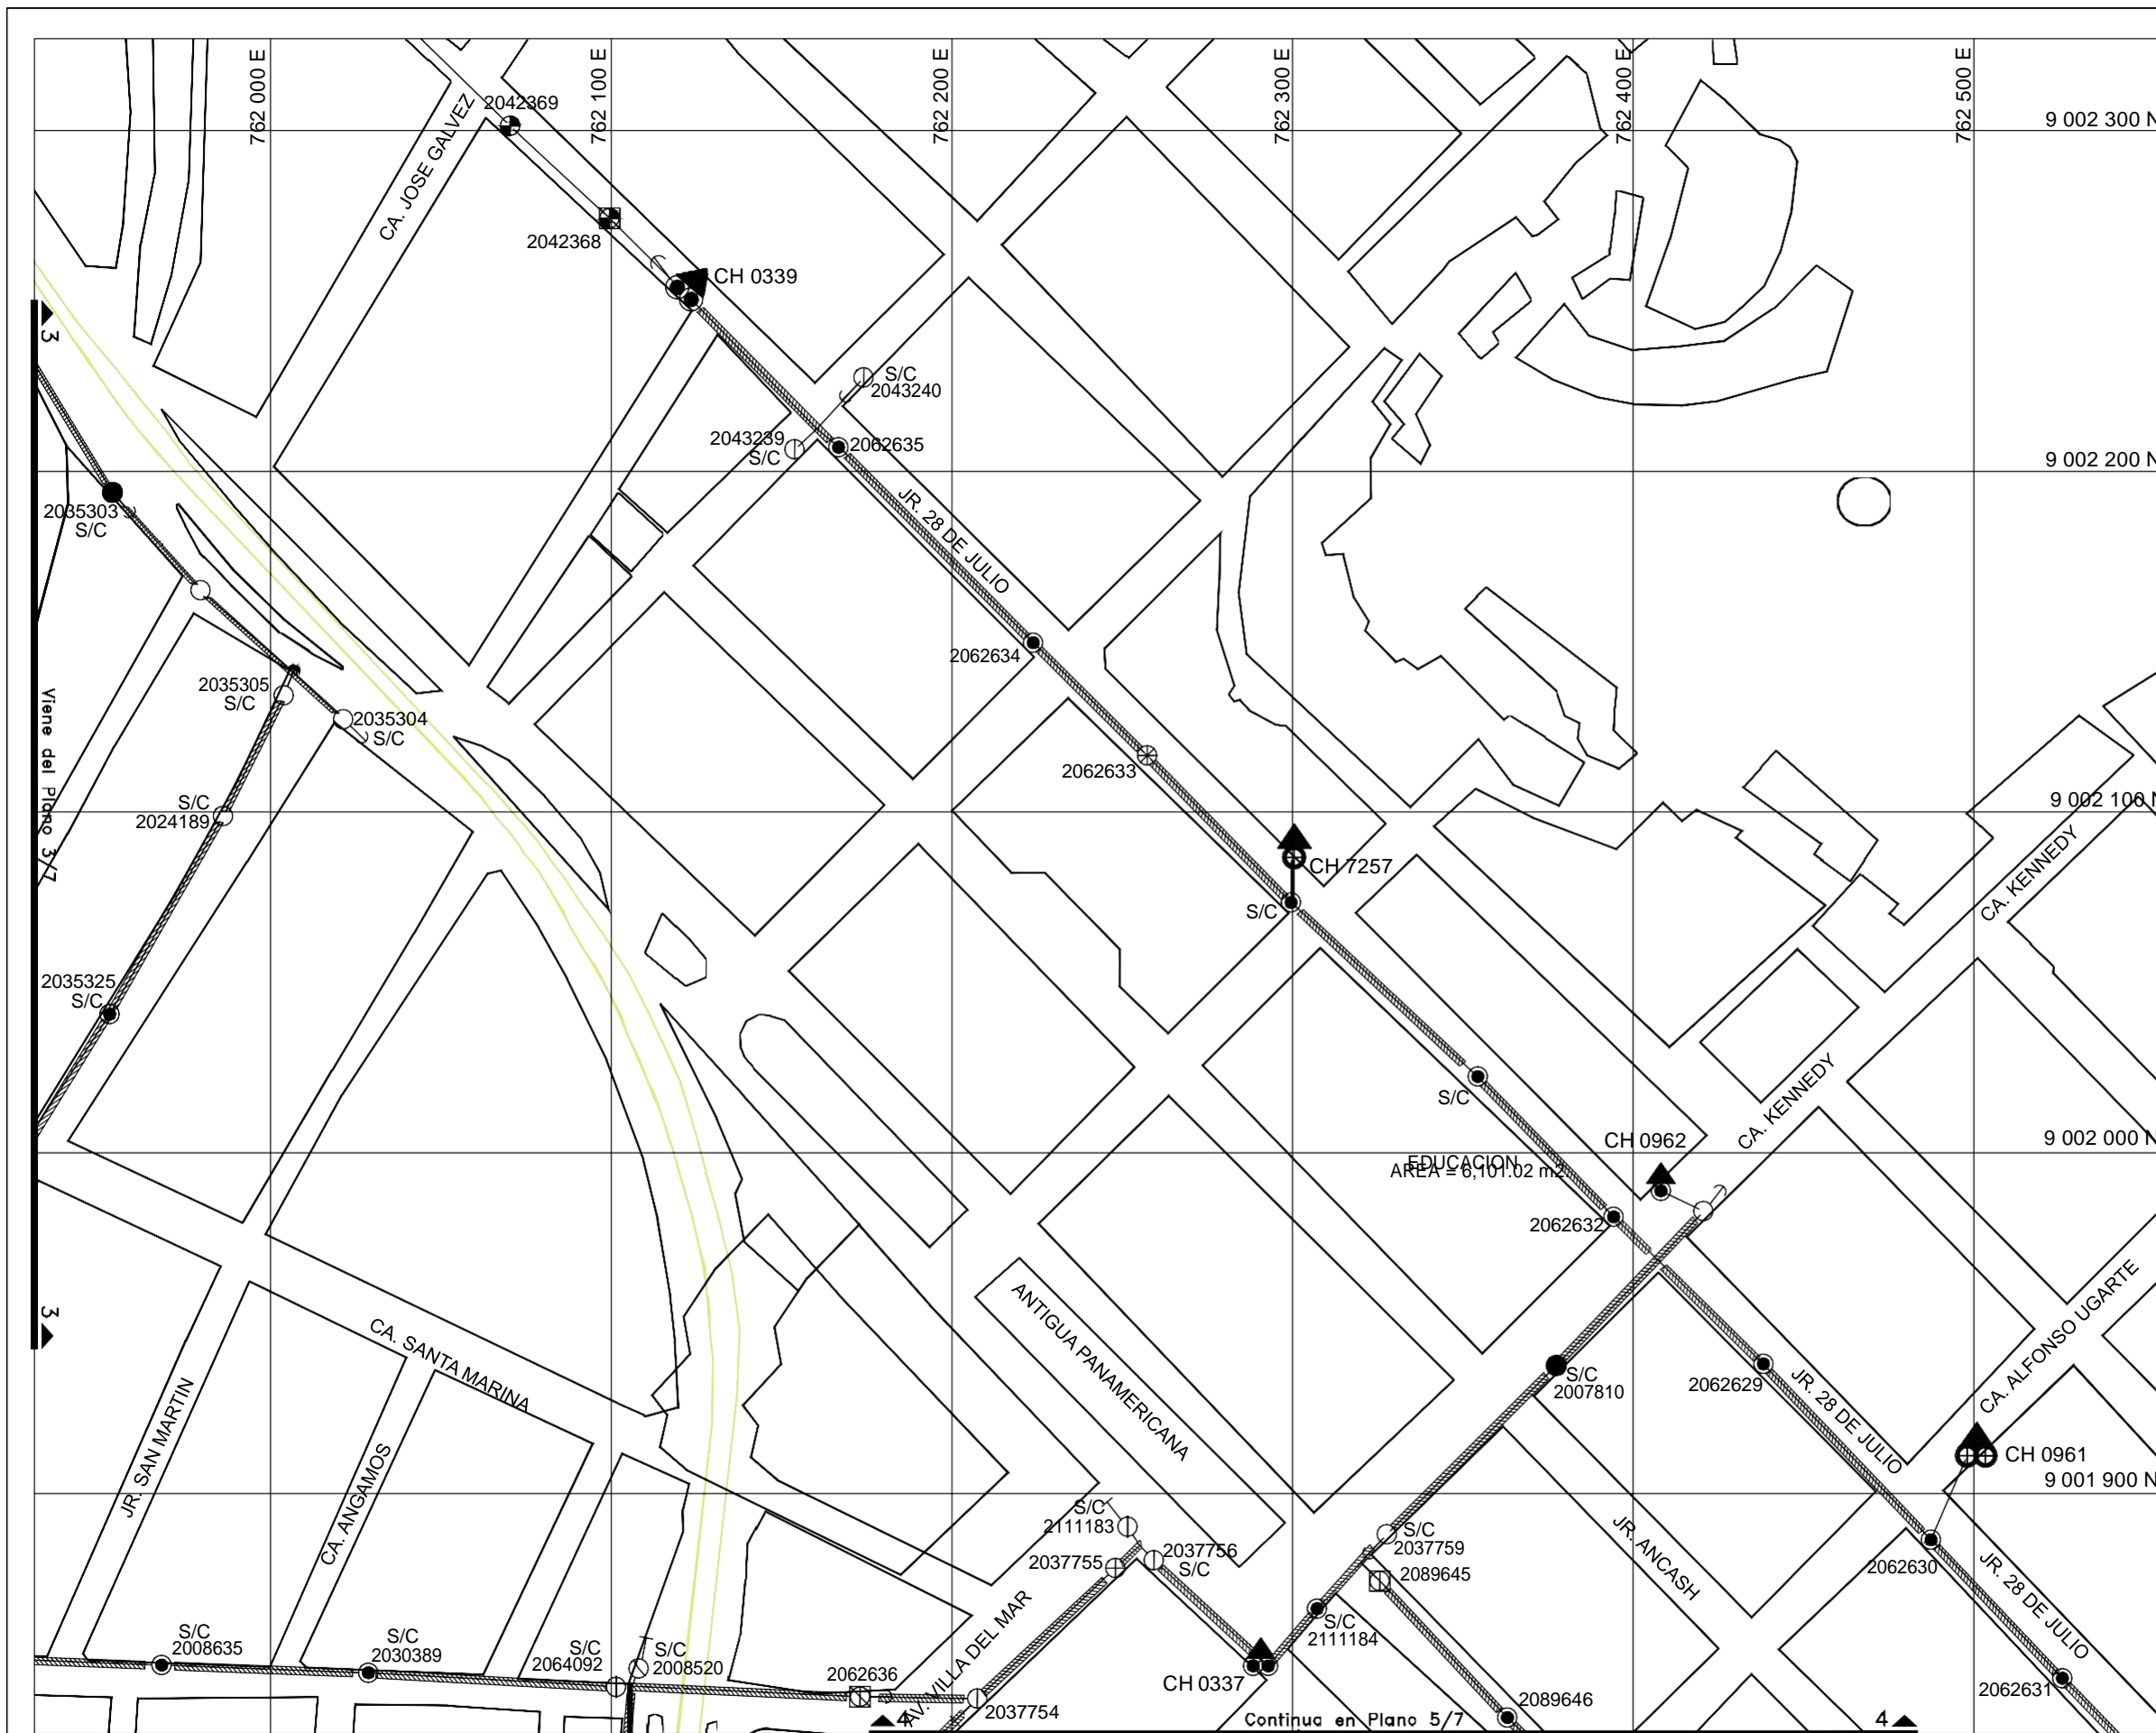 762 000 E
762 100 E
762 200 E
762 300 E
762 400 E
762 500 E
9 002 300 N
CA. JOSE GALVEZ
2042369
2042368
CH 0339
3
S/C
2043240
2043239
S/C
2062635
9 002 200 N
2035303
S/C
JR. 28 DE JULIO
2062634
2035305
S/C
2035304
S/C
Viene del Plano 3/7
2062633
S/C
2024189
9 002 100 N
CH 7257
CA. KENNEDY
S/C
2035325
S/C
S/C
CA. KENNEDY
CH 0962
9 002 000 N
EDUCACION
AREA = 6,101.02 m2.
2062632
3
CA. SANTA MARINA
ANTIGUA PANAMERICANA
CA. ALFONSO UGARTE
S/C
2007810
2062629
JR. 28 DE JULIO
JR. SAN MARTIN
CA. ANGAMOS
CH 0961
9 001 900 N
S/C
2111183
S/C
2037759
2037755
2037756
S/C
2089645
JR. ANCASH
2062630
JR. 28 DE JULIO
S/C
2111184
S/C
2008635
S/C
2030389
S/C
2064092
S/C
2008520
2062636
AV. VILLA DEL MAR
CH 0337
2037754
2089646
2062631
4
Continua en Plano 5/7
4